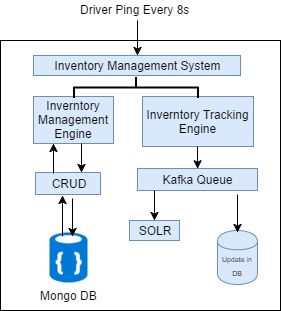 Driver Ping Every 8s
Inventory Management System
Inverntory
Management
Engine
Inverntory Tracking
Engine
CRUD
Kafka Queue
SOLR
{ }
Update in
DB
Mongo DB